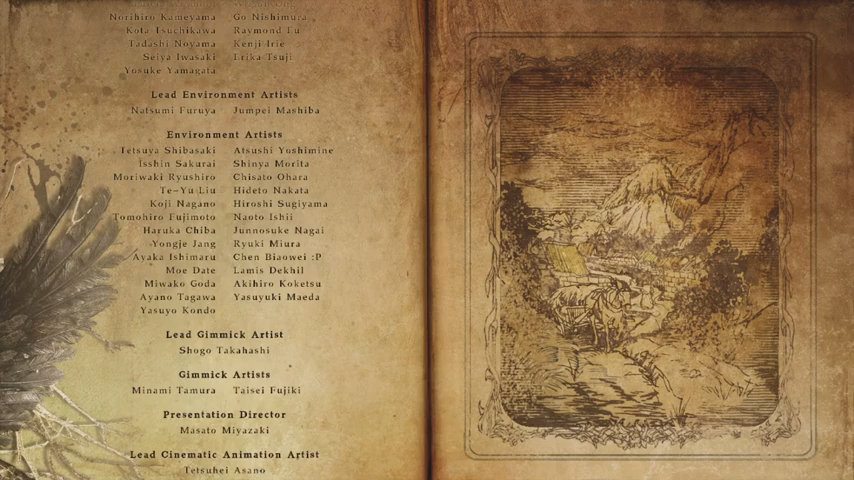 Norihiro Kameyama Go Nishimura
Kota Tsuchikawa Raymond Fu
Tadashi Noyama Kenji Irie
Seiya Iwasaki Erika Tsuji
Yosuke Yamagata
Lead Environment Artists
Natsumi Furuya Jumpei Mashiba
Environment Artists
Tetsuya Shibasaki Atsushi Yoshimine
Isshin Sakurai Shinya Morita
Moriwaki Ryushiro Chisato Ohara
Te-Yu Liu Hideto Nakata
Koji Nagano Hiroshi Sugiyama
Tomohiro Fujimoto Naoto Ishii
Haruka Chiba Junnosuke Nagai
Yongje Jang Ryuki Miura
Ayaka Ishimaru Chen Biaowei :P
Moe Date Lamis Dekhil
Miwako Goda Akihiro Koketsu
Ayano Tagawa Yasuyuki Maeda
Yasuyo Kondo
Lead Gimmick Artist
Shogo Takahashi
Gimmick Artists
Minami Tamura Taisei Fujiki
Presentation Director
Masato Miyazaki
Lead Cinematic Animation Artist
Tetsuhei Asano